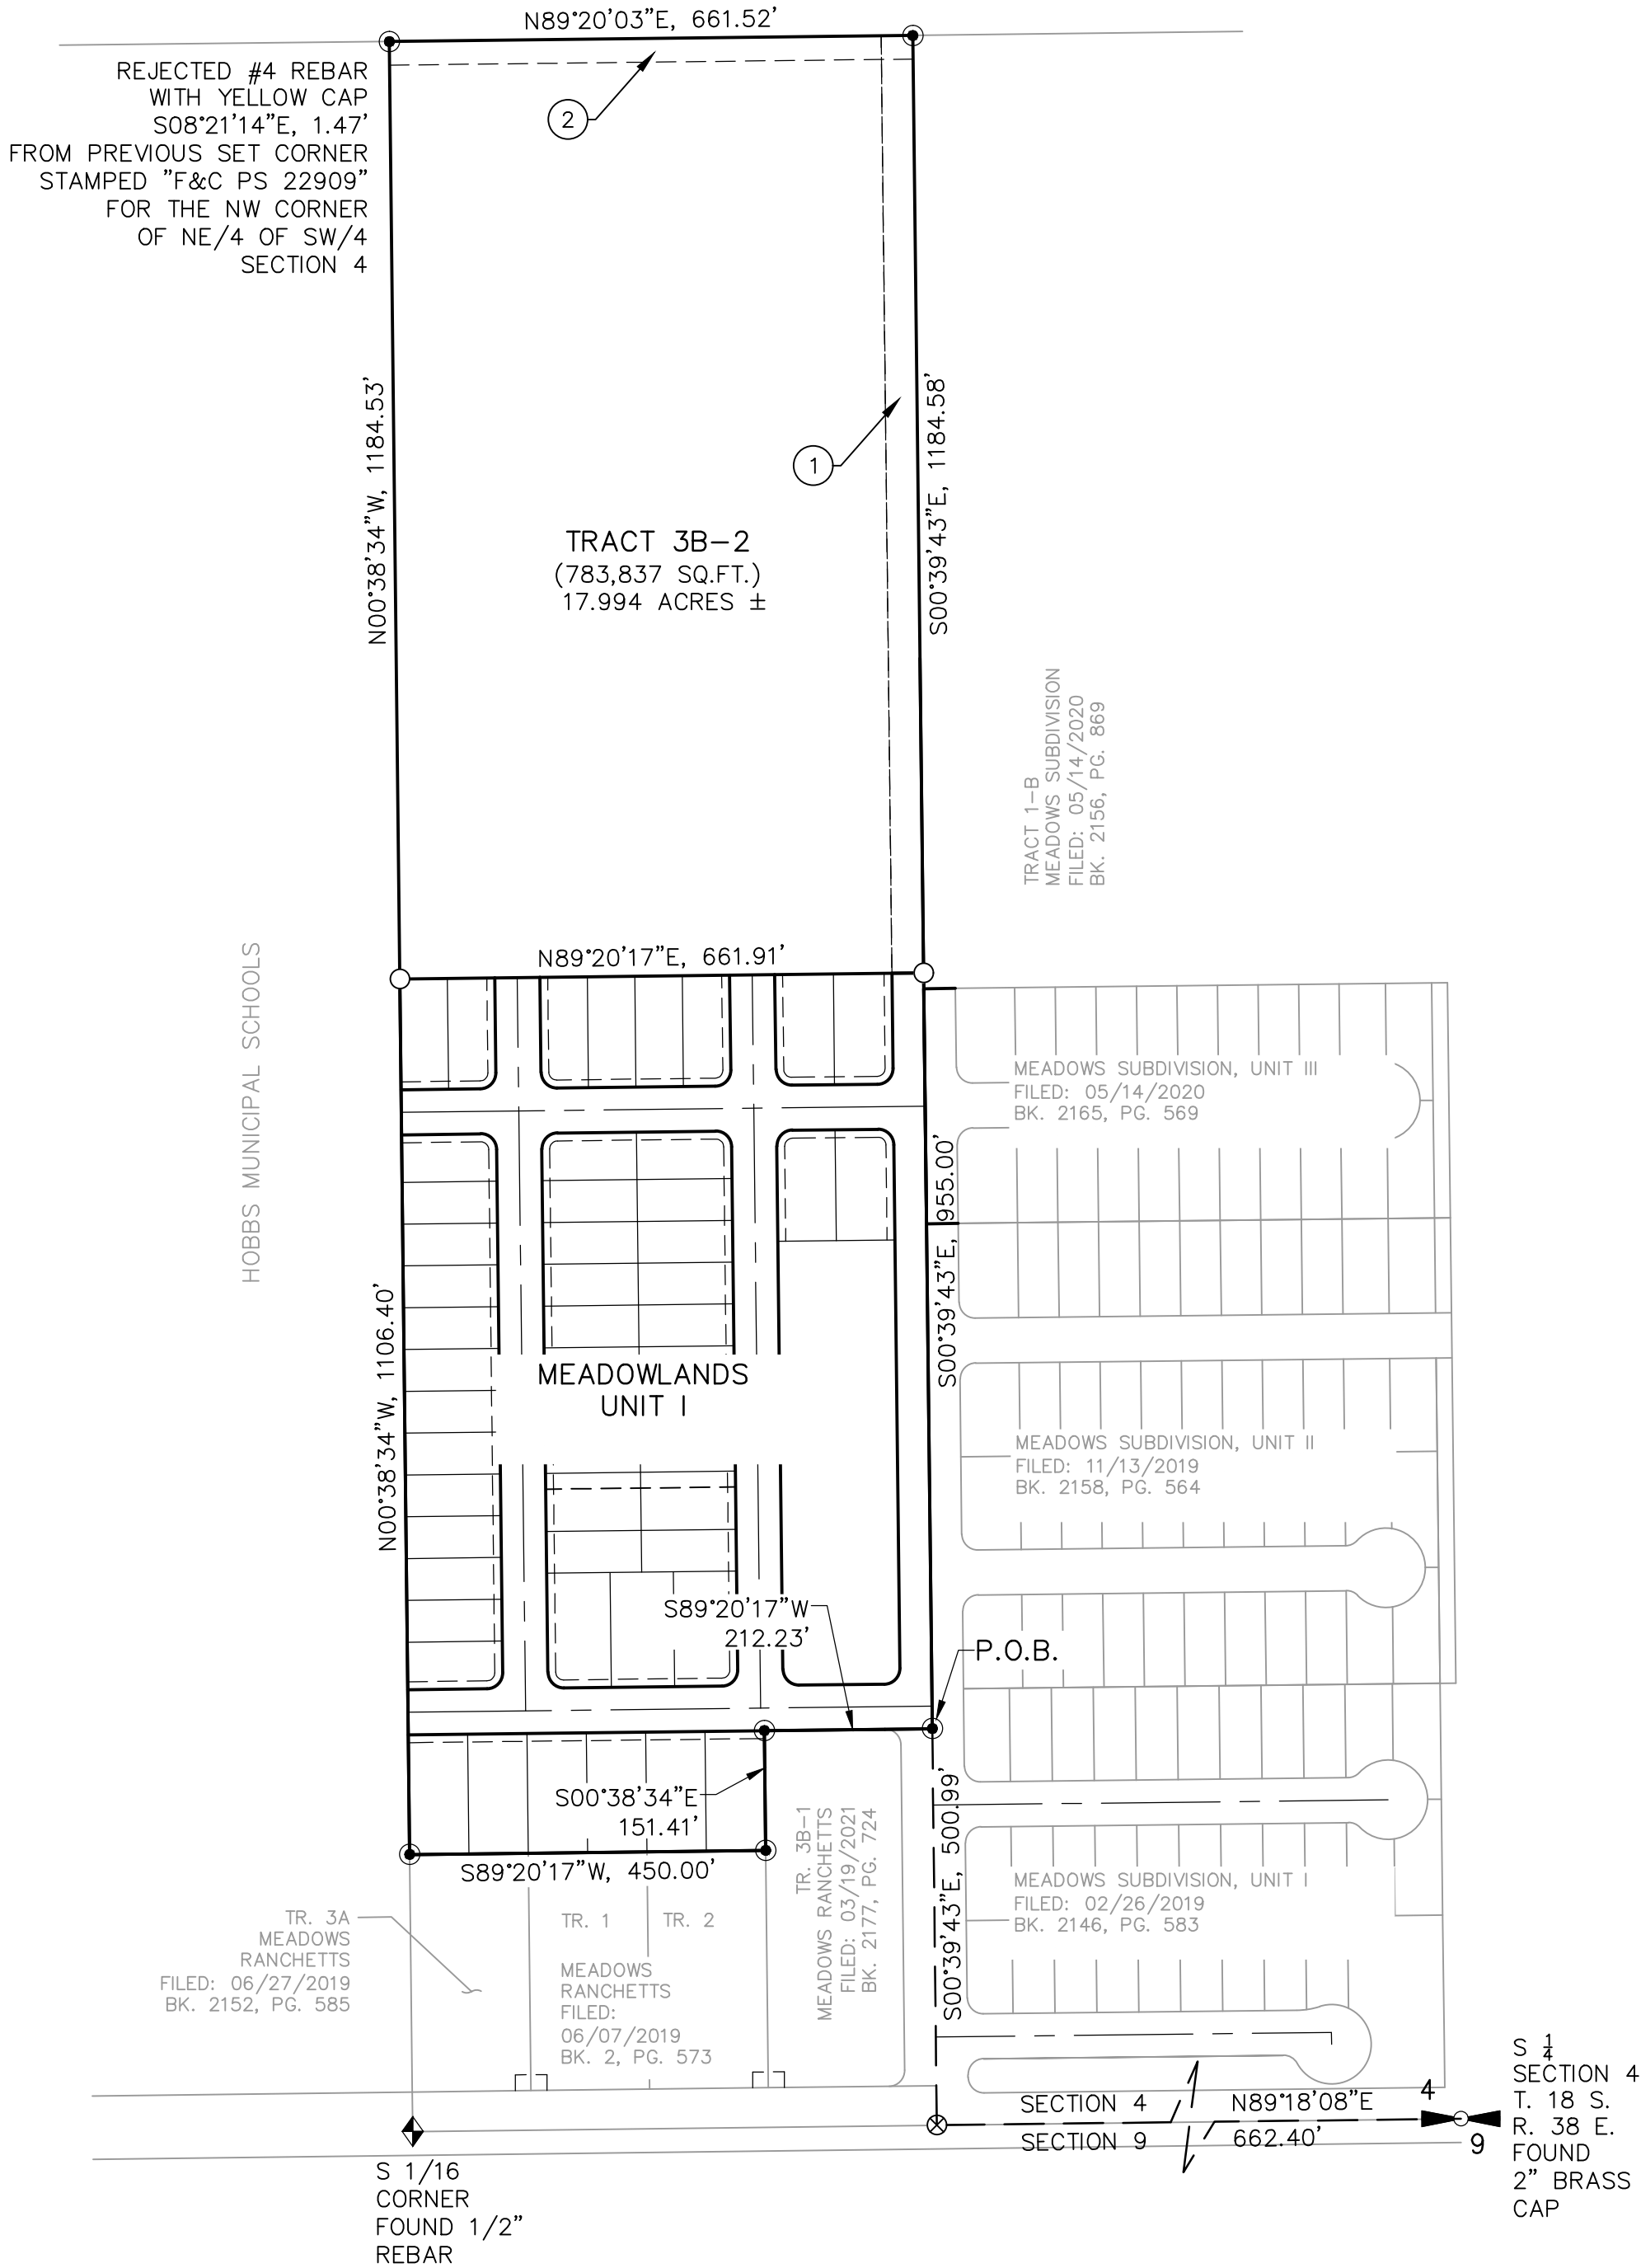 N89°20'03"E, 661.52'
REJECTED #4 REBAR
WITH YELLOW CAP
S08°21'14"E, 1.47'
FROM PREVIOUS SET CORNER
STAMPED "F&C PS 22909"
FOR THE NW CORNER
OF NE/4 OF SW/4
SECTION 4
2
1
N00°38'34"W, 1184.53'
S00°39'43"E, 1184.58'
TRACT 3B-2
(783,837 SQ.FT.)
17.994 ACRES ±
TRACT 1-B
MEADOWS SUBDIVISION
FILED: 05/14/2020
BK. 2156, PG. 869
HOBBS MUNICIPAL SCHOOLS
N89°20'17"E, 661.91'
MEADOWS SUBDIVISION, UNIT III
FILED: 05/14/2020
BK. 2165, PG. 569
S00°39'43"E, 955.00'
N00°38'34"W, 1106.40'
MEADOWLANDS
UNIT I
MEADOWS SUBDIVISION, UNIT II
FILED: 11/13/2019
BK. 2158, PG. 564
S89°20'17"W
212.23'
P.O.B.
S00°38'34"E
151.41'
S89°20'17"W, 450.00'
TR. 3B-1
MEADOWS RANCHETTS
FILED: 03/19/2021
BK. 2177, PG. 724
S00°39'43"E, 500.99'
MEADOWS SUBDIVISION, UNIT I
FILED: 02/26/2019
BK. 2146, PG. 583
TR. 3A
MEADOWS
RANCHETTS
FILED: 06/27/2019
BK. 2152, PG. 585
TR. 1
TR. 2
MEADOWS
RANCHETTS
FILED:
06/07/2019
BK. 2, PG. 573
SECTION 4
SECTION 9
N89°18'08"E
662.40'
4
9
S 1/4
SECTION 4
T. 18 S.
R. 38 E.
FOUND
2" BRASS
CAP
S 1/16
CORNER
FOUND 1/2"
REBAR